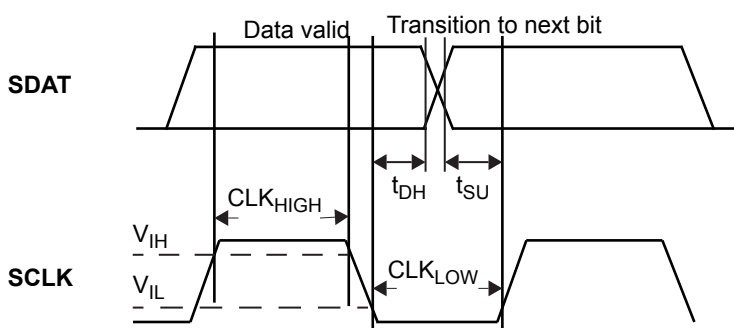 Data valid
Transition to next bit
SDAT
tDH
tSU
CLKHIGH
VIH
CLKLOW
VIL
SCLK